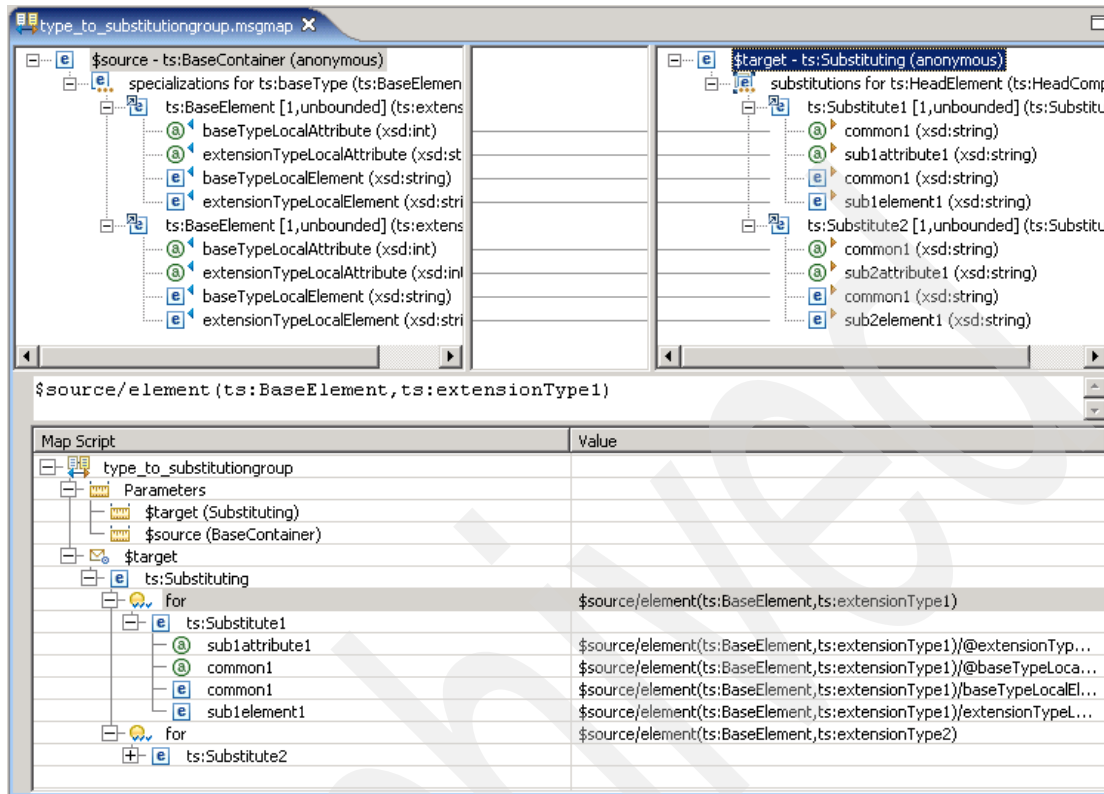 type_to_substitutiongroup.msgmap
$source - ts:BaseContainer (anonymous)
specializations for ts:baseType (ts:BaseElemen
ts:BaseElement [1,unbounded] (ts:extens
baseTypeLocalAttribute (xsd:int)
extensionTypeLocalAttribute (xsd:st
baseTypeLocalElement (xsd:string)
extensionTypeLocalElement (xsd:stri
ts:BaseElement [1,unbounded] (ts:extens
baseTypeLocalAttribute (xsd:int)
extensionTypeLocalAttribute (xsd:in
baseTypeLocalElement (xsd:string)
extensionTypeLocalElement (xsd:stri
$target - ts:Substituting (anonymous)
substitutions for ts:HeadElement (ts:HeadComp
ts:Substitute1 [1,unbounded] (ts:Substitu
common1 (xsd:string)
sub1attribute1 (xsd:string)
common1 (xsd:string)
sub1element1 (xsd:string)
ts:Substitute2 [1,unbounded] (ts:Substitu
common1 (xsd:string)
sub2attribute1 (xsd:string)
common1 (xsd:string)
sub2element1 (xsd:string)
$source/element(ts:BaseElement,ts:extensionType1)
Map Script Value
type_to_substitutiongroup
Parameters
$target (Substituting)
$source (BaseContainer)
$target
ts:Substituting
for $source/element(ts:BaseElement,ts:extensionType1)
ts:Substitute1
sub1attribute1 $source/element(ts:BaseElement,ts:extensionType1)/@extensionTyp...
common1 $source/element(ts:BaseElement,ts:extensionType1)/@baseTypeLoca...
common1 $source/element(ts:BaseElement,ts:extensionType1)/baseTypeLocalEl...
sub1element1 $source/element(ts:BaseElement,ts:extensionType1)/extensionTypeL...
for $source/element(ts:BaseElement,ts:extensionType2)
ts:Substitute2